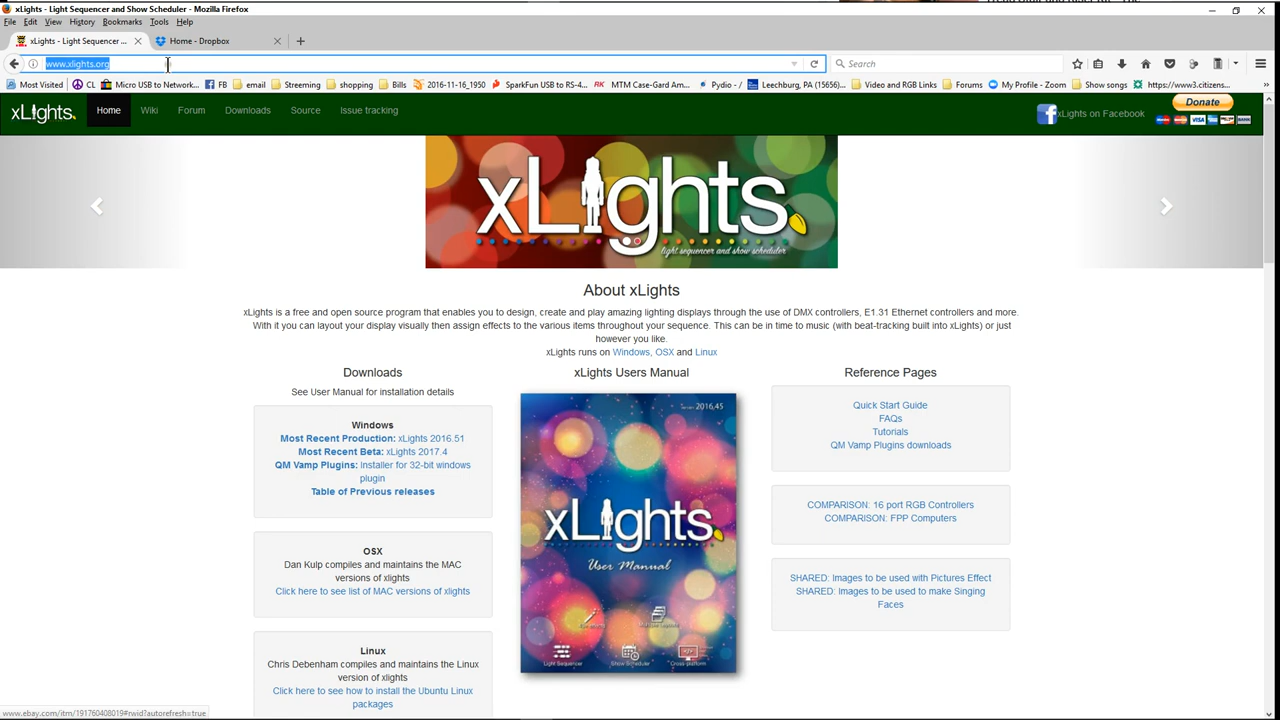 xLights - Light Sequencer and Show Scheduler - Mozilla Firefox
File Edit View History Bookmarks Tools Help
xLights - Light Sequencer ...
Home - Dropbox
www.xlights.org
Search
Most Visited CL Micro USB to Network... FB email Streeming shopping Bills 2016-11-16_1950 SparkFun USB to RS-4... MTM Case-Gard Am... Pydio - / Leechburg, PA (15656)... Video and RGB Links Forums My Profile - Zoom Show songs https://www3.citizens...
xLights. Home Wiki Forum Downloads Source Issue tracking
xLights on Facebook
Donate
xLights
light sequencer and show scheduler
About xLights
xLights is a free and open source program that enables you to design, create and play amazing lighting displays through the use of DMX controllers, E1.31 Ethernet controllers and more.
With it you can layout your display visually then assign effects to the various items throughout your sequence. This can be in time to music (with beat-tracking built into xLights) or just
however you like.
xLights runs on Windows, OSX and Linux
Downloads
See User Manual for installation details
Windows
Most Recent Production: xLights 2016.51
Most Recent Beta: xLights 2017.4
QM Vamp Plugins: installer for 32-bit windows
plugin
Table of Previous releases
OSX
Dan Kulp compiles and maintains the MAC
versions of xlights
Click here to see list of MAC versions of xlights
Linux
Chris Debenham compiles and maintains the Linux
version of xlights
Click here to see how to install the Ubuntu Linux
packages
xLights Users Manual
2016.45
xLights
User Manual
Light Sequencer
Show Scheduler
Cross-platform
Reference Pages
Quick Start Guide
FAQs
Tutorials
QM Vamp Plugins downloads
COMPARISON: 16 port RGB Controllers
COMPARISON: FPP Computers
SHARED: Images to be used with Pictures Effect
SHARED: Images to be used to make Singing
Faces
www.ebay.com/itm/191760408019#rwid?autorefresh=true